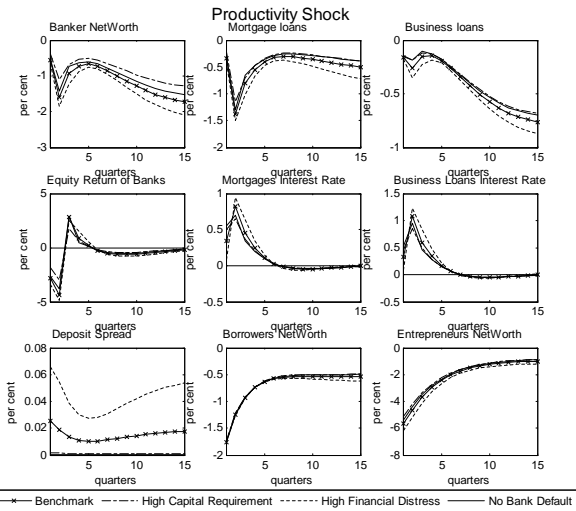 Productivity Shock
Banker NetWorth
Mortgage loans
Business loans
per cent
0
-1
-2
-3
5 10 15
quarters
per cent
0
-0.5
-1
-1.5
-2
5 10 15
quarters
per cent
0
-0.5
-1
5 10 15
quarters
Equity Return of Banks
Mortgages Interest Rate
Business Loans Interest Rate
per cent
5
0
-5
5 10 15
quarters
per cent
1
0.5
0
-0.5
5 10 15
quarters
per cent
1.5
1
0.5
0
-0.5
5 10 15
quarters
Deposit Spread
Borrowers NetWorth
Entrepreneurs NetWorth
per cent
0.08
0.06
0.04
0.02
0
5 10 15
quarters
per cent
0
-0.5
-1
-1.5
-2
5 10 15
quarters
per cent
0
-2
-4
-6
-8
5 10 15
quarters
Benchmark High Capital Requirement High Financial Distress No Bank Default